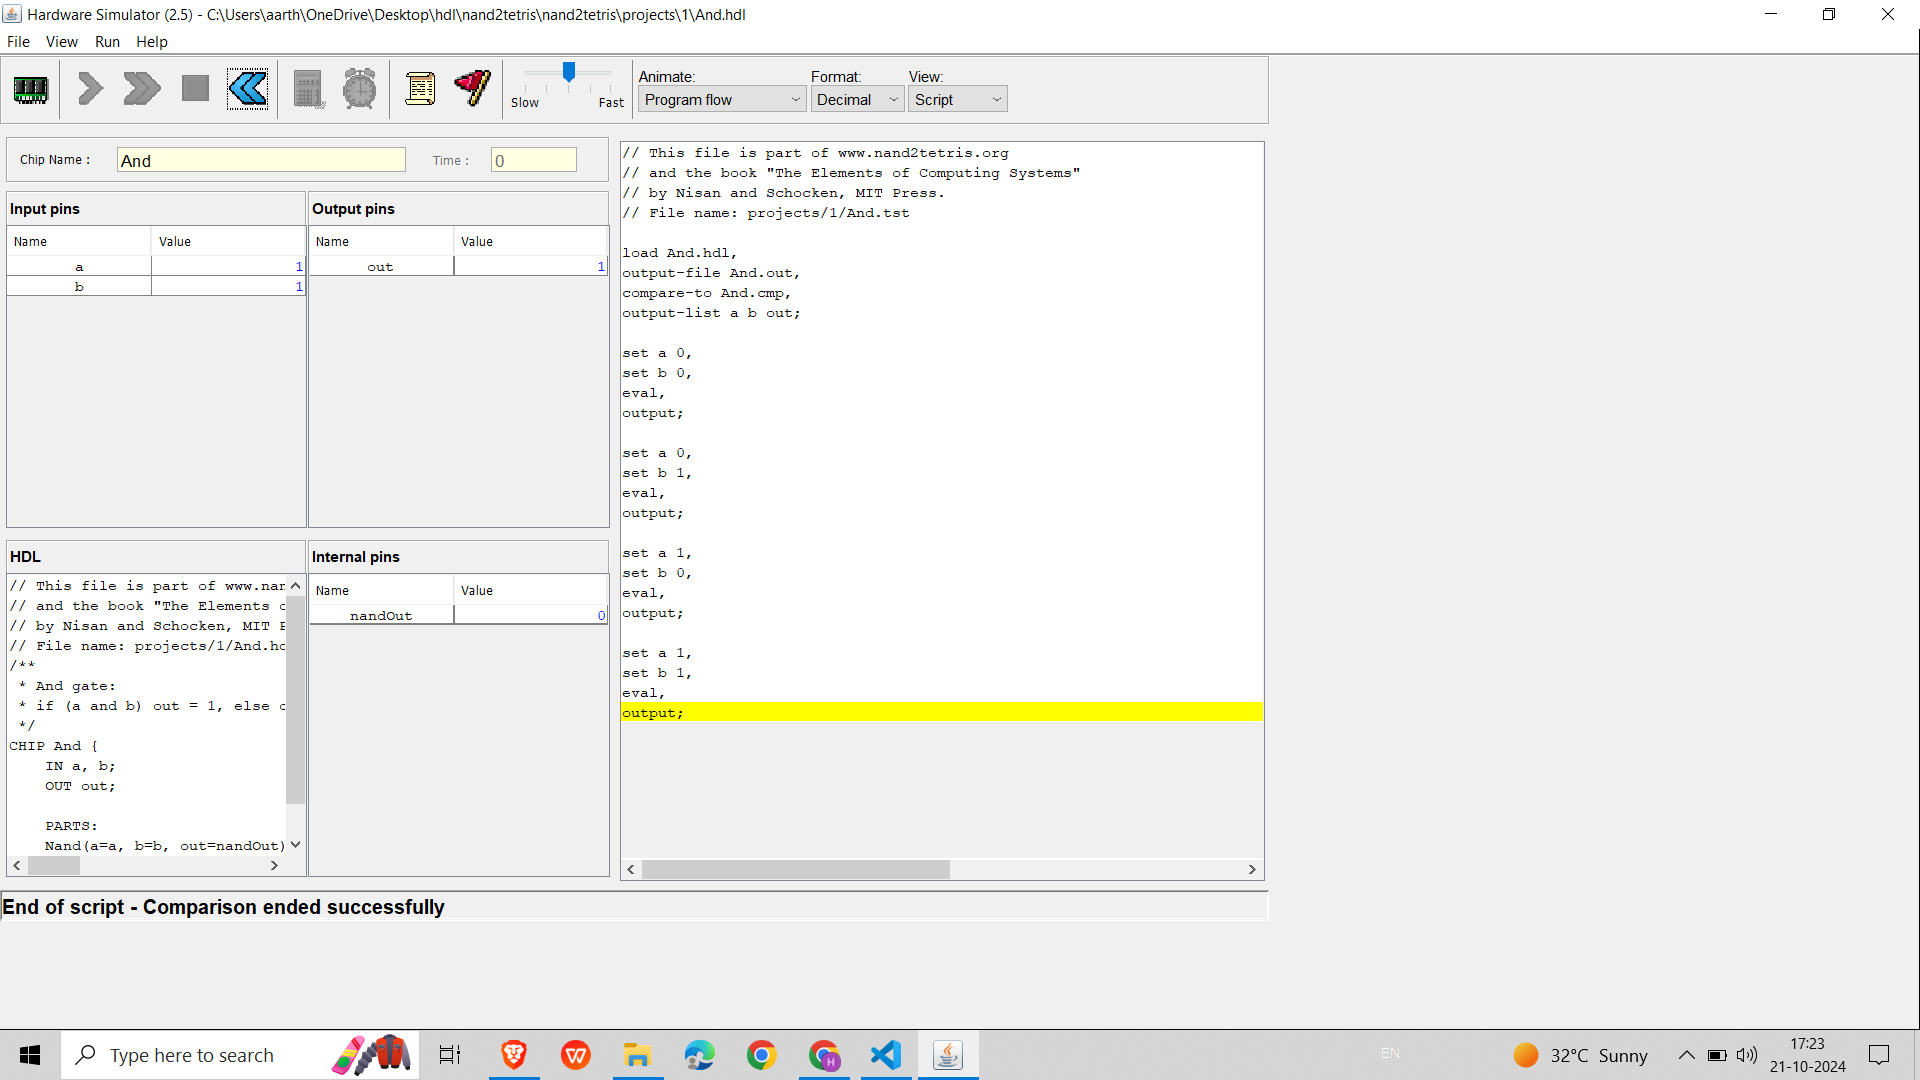 Hardware Simulator (2.5) - C:\Users\aarth\OneDrive\Desktop\hdl\nand2tetris\nand2tetris\projects\1\And.hdl
File View Run Help
Slow Fast
Animate: Format: View:
Program flow Decimal Script
Chip Name : And Time : 0
Input pins
Name Value
a 1
b 1
Output pins
Name Value
out 1
HDL
// This file is part of www.nar
// and the book "The Elements o
// by Nisan and Schocken, MIT P
// File name: projects/1/And.hd
/**
* And gate:
* if (a and b) out = 1, else o
*/
CHIP And {
IN a, b;
OUT out;
PARTS:
Nand(a=a, b=b, out=nandOut)
Internal pins
Name Value
nandOut 0
// This file is part of www.nand2tetris.org
// and the book "The Elements of Computing Systems"
// by Nisan and Schocken, MIT Press.
// File name: projects/1/And.tst
load And.hdl,
output-file And.out,
compare-to And.cmp,
output-list a b out;
set a 0,
set b 0,
eval,
output;
set a 0,
set b 1,
eval,
output;
set a 1,
set b 0,
eval,
output;
set a 1,
set b 1,
eval,
output;
End of script - Comparison ended successfully
Type here to search
EN
32°C Sunny
17:23
21-10-2024